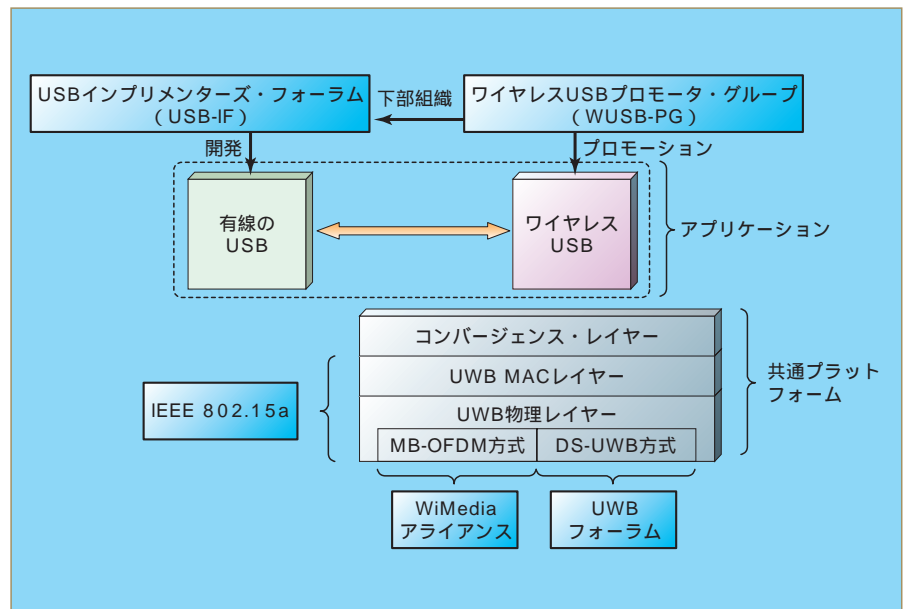 USBインプリメンターズ・フォーラム
(USB-IF)
下部組織
ワイヤレスUSBプロモータ・グループ
(WUSB-PG)
開発
プロモーション
有線の
USB
ワイヤレス
USB
アプリケーション
コンバージェンス・レイヤー
UWB MACレイヤー
UWB物理レイヤー
MB-OFDM方式
DS-UWB方式
共通プラット
フォーム
IEEE 802.15a
WiMedia
アライアンス
UWB
フォーラム